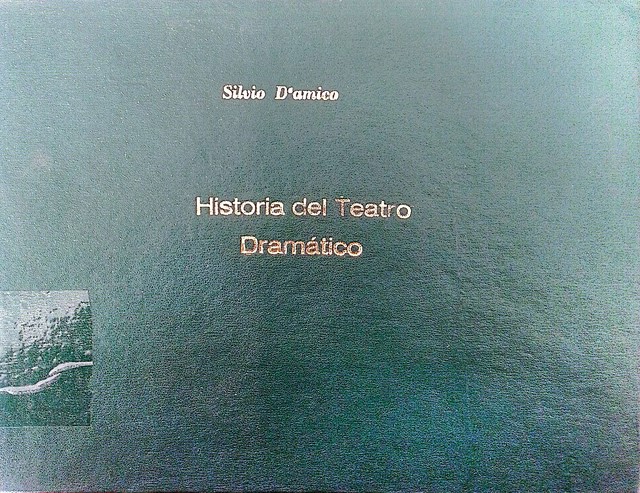 Silvio D'amico
Historia del Teatro
Dramático